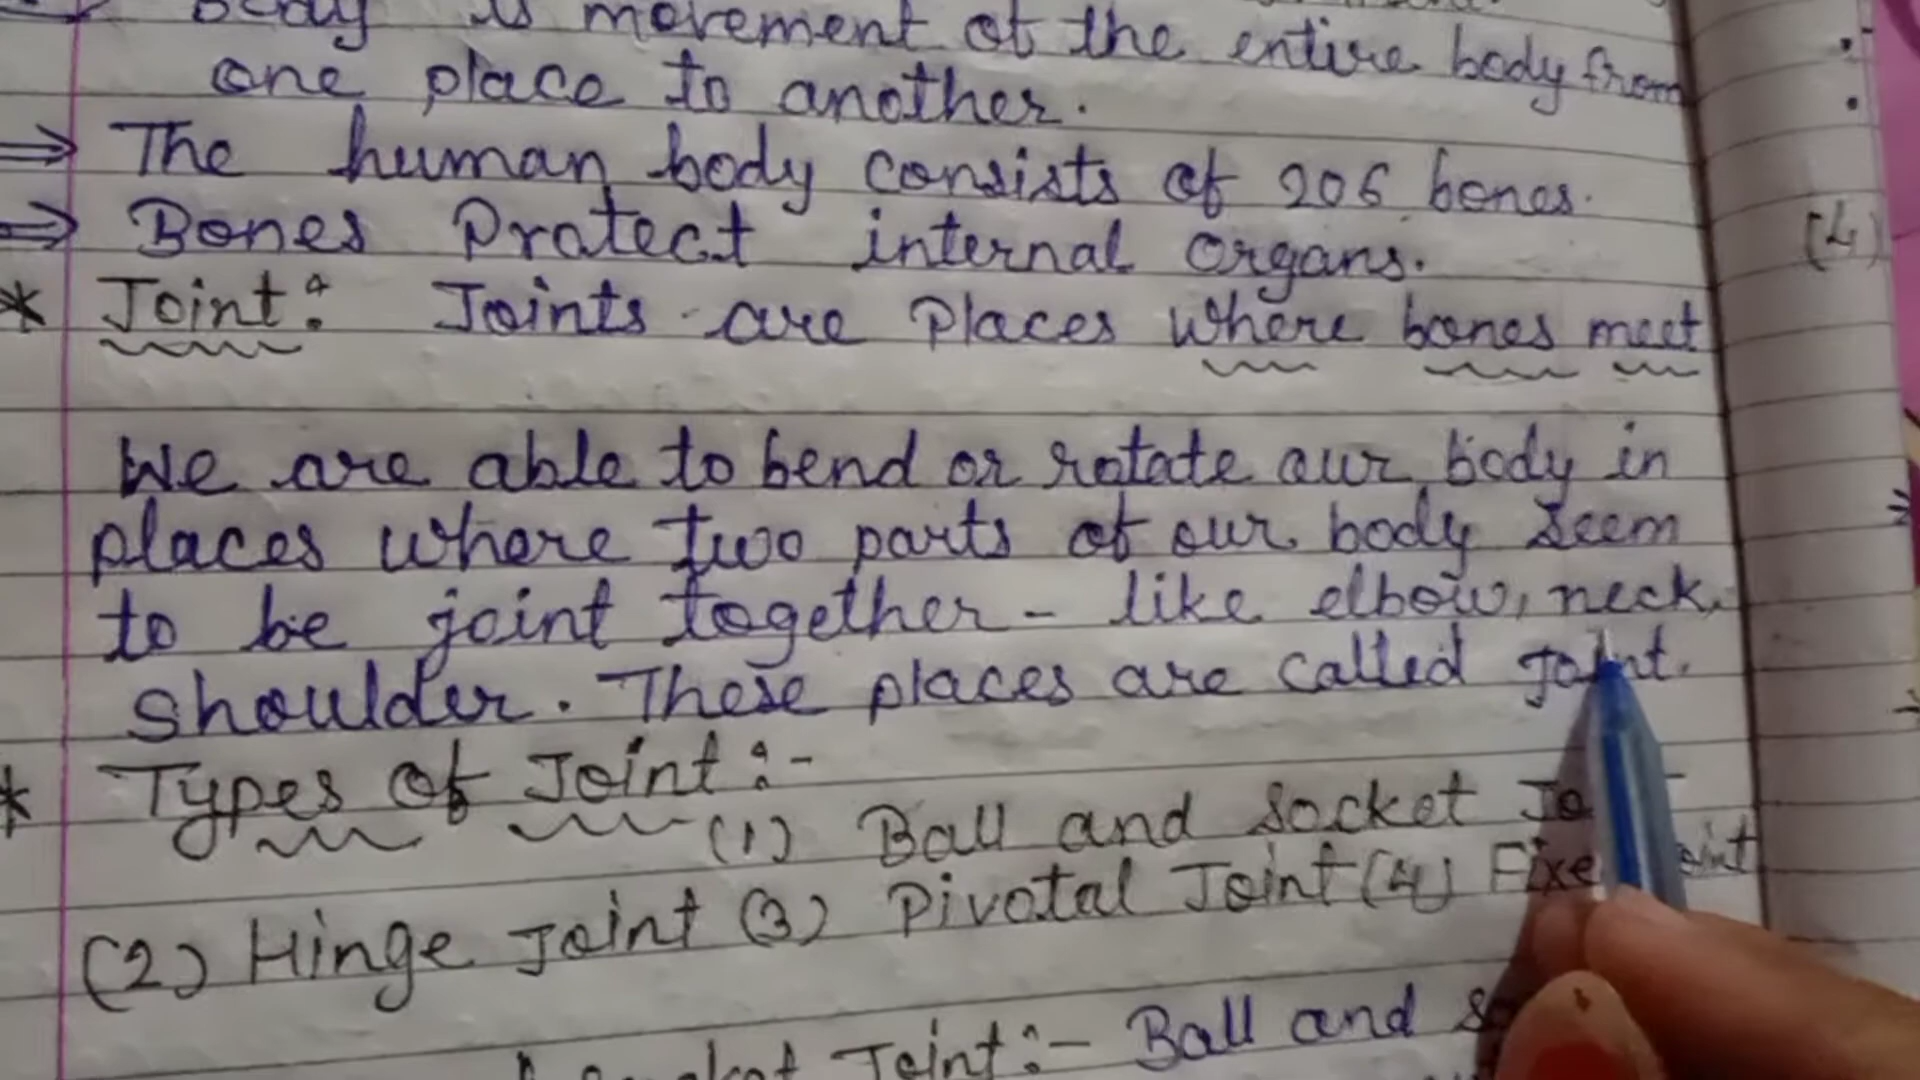 Body is movement of the entire body from
one place to another.
⇒ The human body consists of 206 bones.
⇒ Bones Protect internal organs.
(4)
* Joint: Joints are Places where bones meet
We are able to bend or rotate our body in
places where two parts of our body seem
to be joint together - like elbow, neck,
shoulder. These places are called joint.
* Types of Joint:-
(1) Ball and socket
(2) Hinge Joint (3) Pivotal Joint (4)
Joint:- Ball and